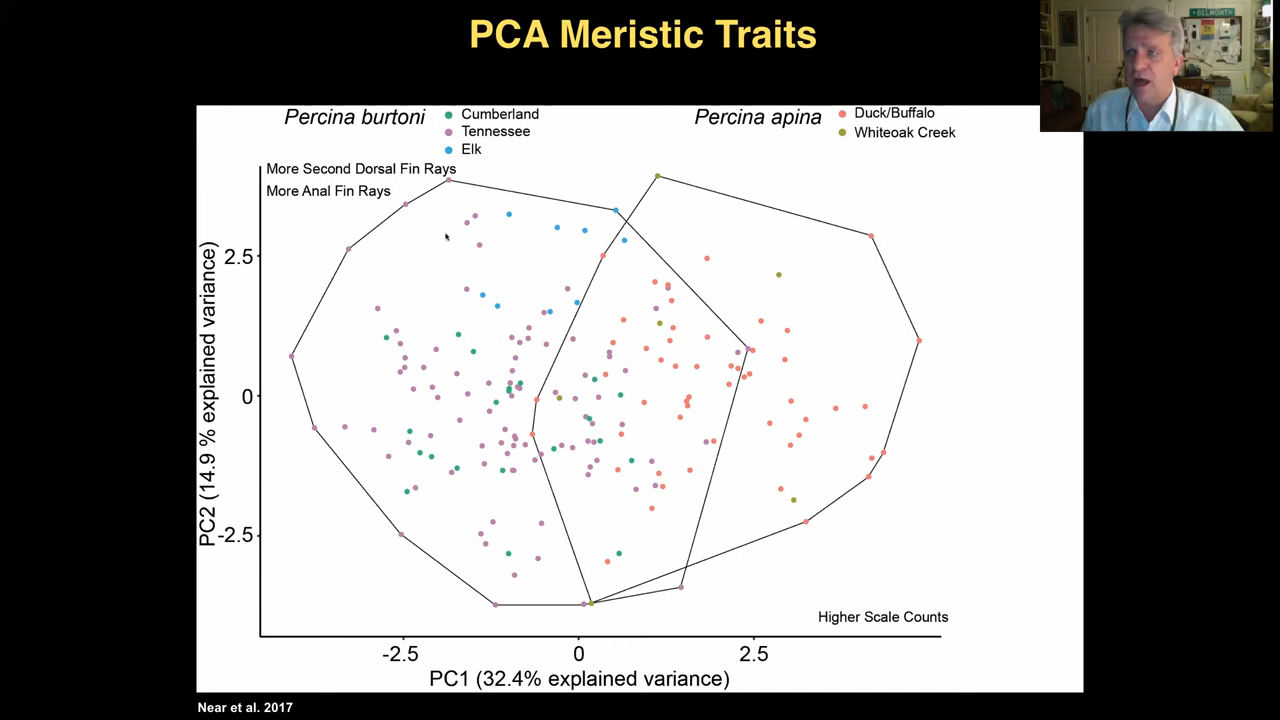 PCA Meristic Traits
BELMONT
Percina burtoni
Cumberland
Tennessee
Elk
Percina apina
Duck/Buffalo
Whiteoak Creek
More Second Dorsal Fin Rays
More Anal Fin Rays
PC2 (14.9 % explained variance)
2.5
0
-2.5
Higher Scale Counts
-2.5
0
2.5
PC1 (32.4% explained variance)
Near et al. 2017